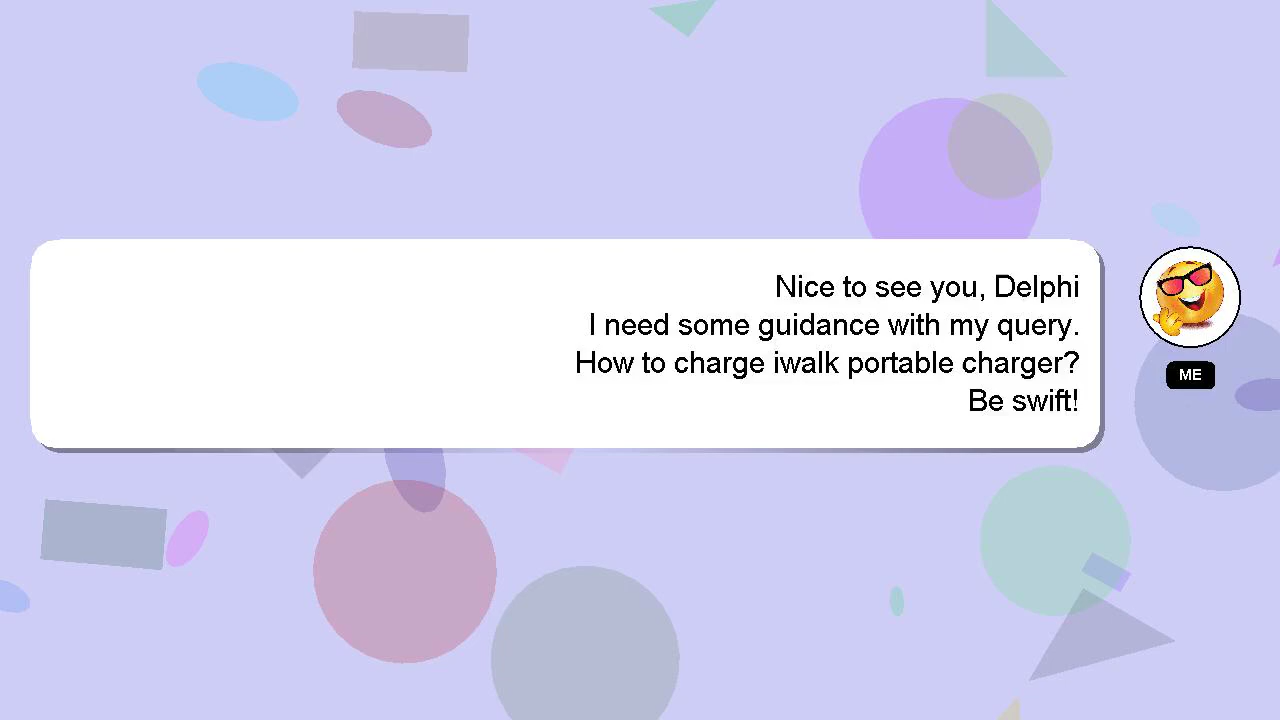 Nice to see you, Delphi
I need some guidance with my query.
How to charge iwalk portable charger?
Be swift!
ME